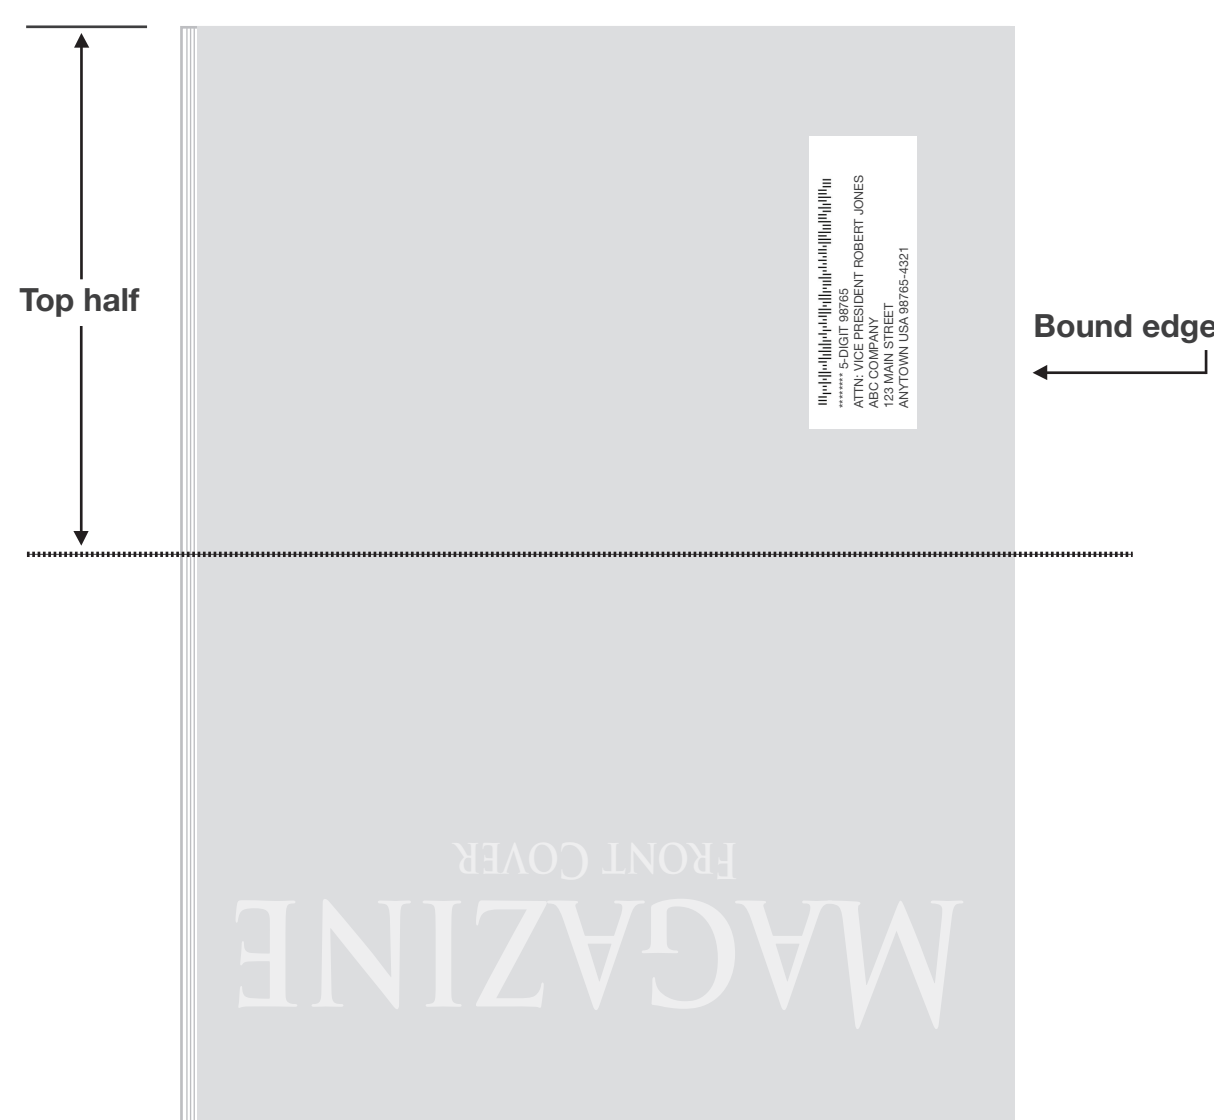 Top half
******** 5-DIGIT 98765
ATTN: VICE PRESIDENT ROBERT JONES
ABC COMPANY
123 MAIN STREET
ANYTOWN USA 98765-4321
Bound edge
MAGAZINE
FRONT COVER